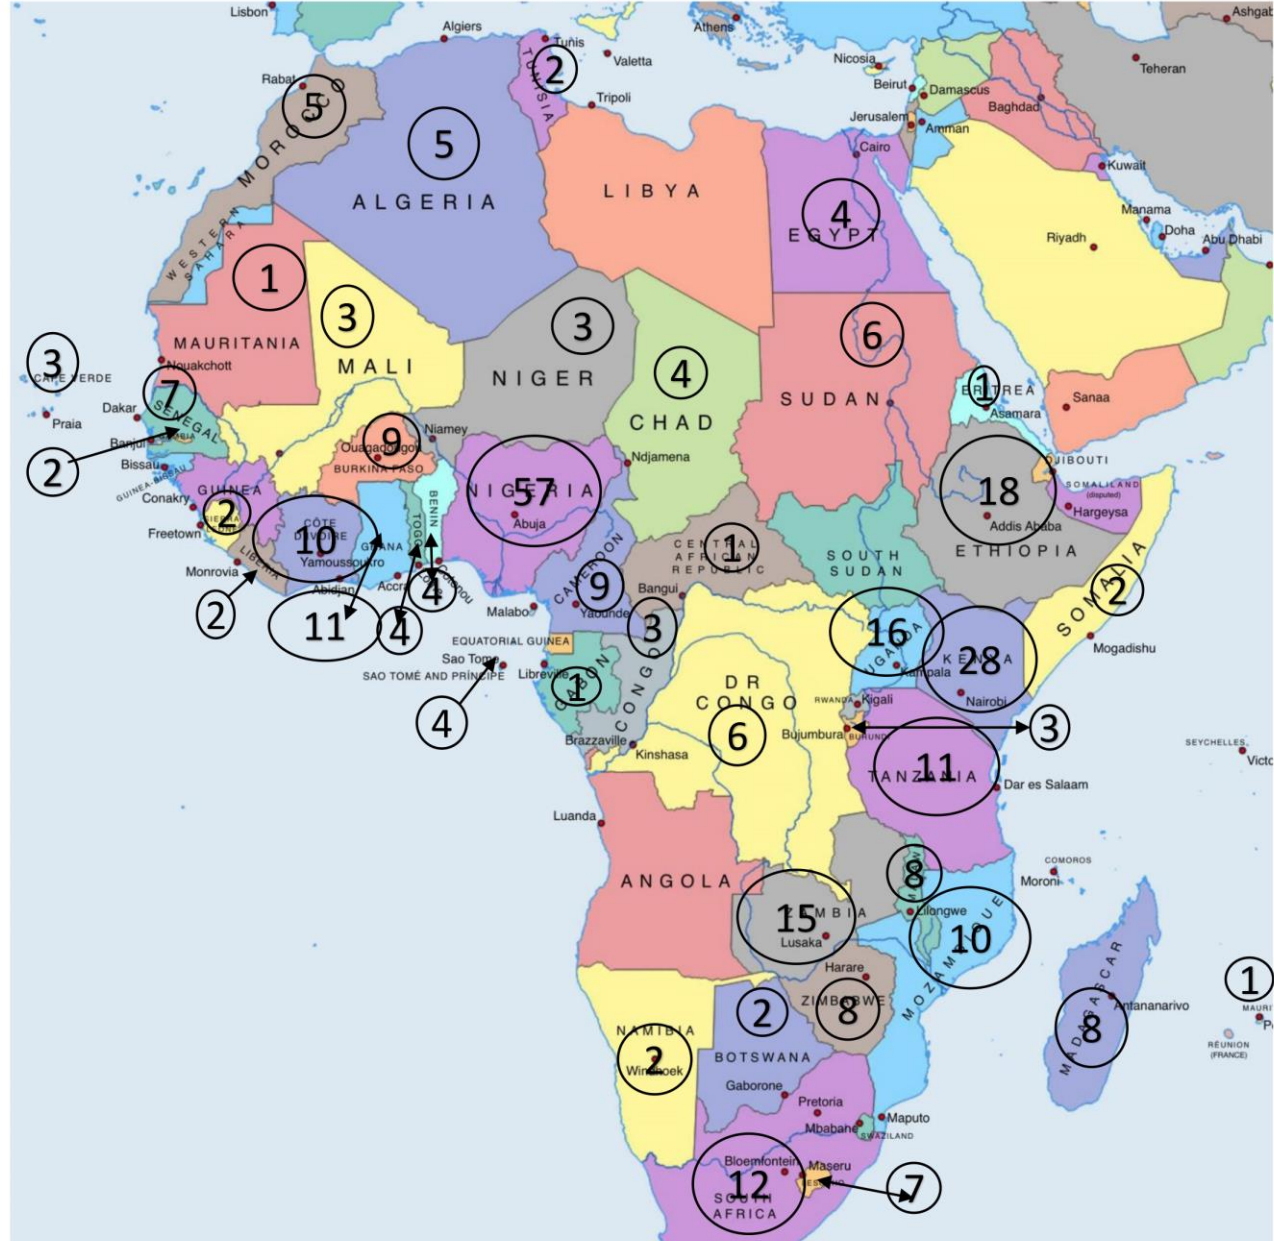 Lisbon
Algiers
Athens
Ashgab
Tunis
Valetta
TUNISIA
2
Nicosia
Teheran
Rabat
5
MOROCCO
Tripoli
Beirut
Damascus
Baghdad
Jerusalem
Amman
5
ALGERIA
LIBYA
Cairo
Kuwait
4
EGYPT
Manama
Doha
Riyadh
Abu Dhabi
WESTERN
SAHARA
1
MAURITANIA
Nouakchott
3
MALI
3
NIGER
4
CHAD
6
SUDAN
1
ERITREA
Asmara
Sanaa
3
CAPE VERDE
Praia
7
Dakar
SENEGAL
Banjul
2
Bissau
GUINEA-BISSAU
9
Ouagadougou
BURKINA FASO
Niamey
Ndjamena
DJIBOUTI
SOMALILAND
(disputed)
Hargeysa
GUINEA
Conakry
2
SIERRA
LEONE
Freetown
10
CÔTE
D'IVOIRE
Yamoussoukro
GHANA
TOGO
BENIN
57
NIGERIA
Abuja
18
Addis Ababa
ETHIOPIA
LIBERIA
Monrovia
2
Abidjan
11
Accra
4
4
Cotonou
CAMEROON
9
Yaounde
1
CENTRAL
AFRICAN
REPUBLIC
Bangui
SOUTH
SUDAN
SOMALIA
2
Mogadishu
Malabo
EQUATORIAL GUINEA
Sao Tome
SAO TOMÉ AND PRÍNCIPE
4
Libreville
GABON
1
3
CONGO
Brazzaville
Kinshasa
DR
CONGO
6
16
UGANDA
Kampala
28
KENYA
Nairobi
RWANDA
Kigali
Bujumbura
BURUNDI
3
SEYCHELLES
Victo
11
TANZANIA
Dar es Salaam
Luanda
ANGOLA
8
COMOROS
Moroni
15
ZAMBIA
Lusaka
Lilongwe
10
MOZAMBIQUE
Harare
ZIMBABWE
8
MADAGASCAR
Antananarivo
8
1
MAURI
RÉUNION
(FRANCE)
NAMIBIA
2
Windhoek
2
BOTSWANA
Gaborone
Pretoria
Mbabane
SWAZILAND
Maputo
Bloemfontein
Maseru
LESOTHO
7
12
SOUTH
AFRICA